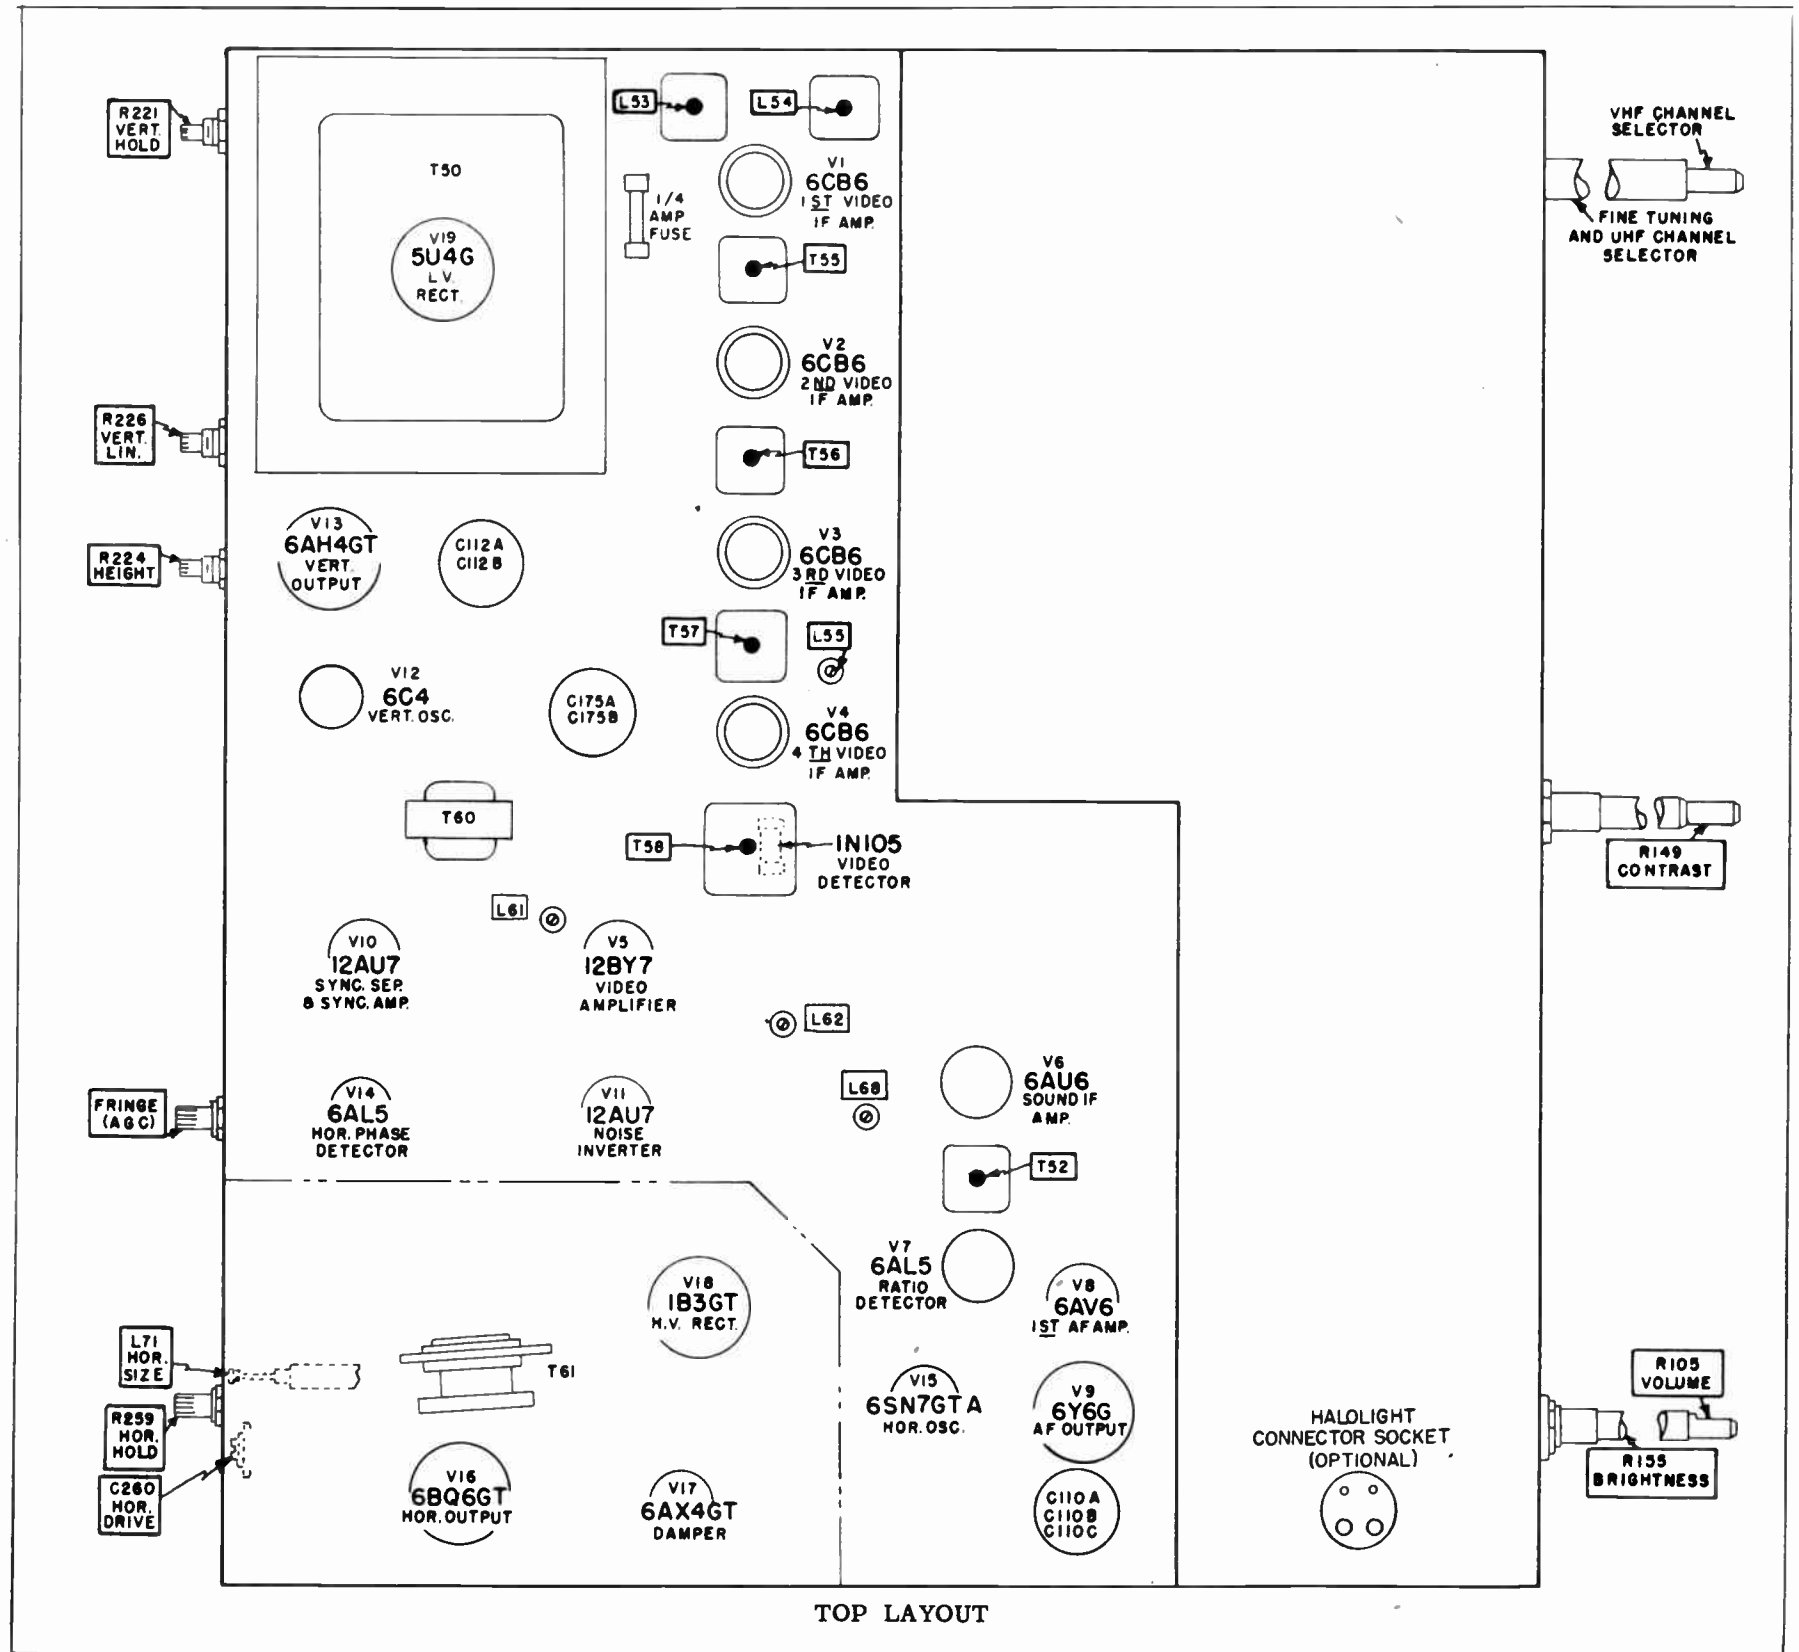 R221
VERT.
HOLD
T50
V19
5U4G
L.V.
RECT.
L53
L54
1/4
AMP
FUSE
V1
6CB6
1ST VIDEO
IF AMP.
T55
VHF CHANNEL
SELECTOR
FINE TUNING
AND UHF CHANNEL
SELECTOR
V2
6CB6
2ND VIDEO
IF AMP.
R226
VERT.
LIN.
T56
V13
6AH4GT
VERT.
OUTPUT
C112A
C112B
V3
6CB6
3RD VIDEO
IF AMP.
R224
HEIGHT
T57
L55
V12
6C4
VERT. OSC.
C175A
C175B
V4
6CB6
4TH VIDEO
IF AMP.
T60
T58
1N105
VIDEO
DETECTOR
R149
CONTRAST
L61
V10
12AU7
SYNC. SEP.
& SYNC. AMP.
V5
12BY7
VIDEO
AMPLIFIER
L62
FRINGE
(AGC)
V14
6AL5
HOR. PHASE
DETECTOR
V11
12AU7
NOISE
INVERTER
L68
V6
6AU6
SOUND IF
AMP.
T52
V18
1B3GT
H.V. RECT.
V7
6AL5
RATIO
DETECTOR
V8
6AV6
1ST AF AMP.
L71
HOR.
SIZE
T61
R259
HOR.
HOLD
V15
6SN7GTA
HOR. OSC.
V9
6Y6G
AF OUTPUT
HALOLIGHT
CONNECTOR SOCKET
(OPTIONAL)
R105
VOLUME
R155
BRIGHTNESS
C260
HOR.
DRIVE
V16
6BQ6GT
HOR. OUTPUT
V17
6AX4GT
DAMPER
C110A
C110B
C110C
TOP LAYOUT